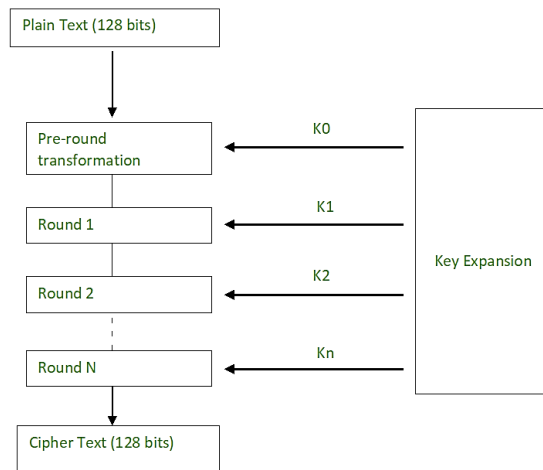 Plain Text (128 bits)
Pre-round
transformation
K0
Round 1
K1
Key Expansion
Round 2
K2
Round N
Kn
Cipher Text (128 bits)